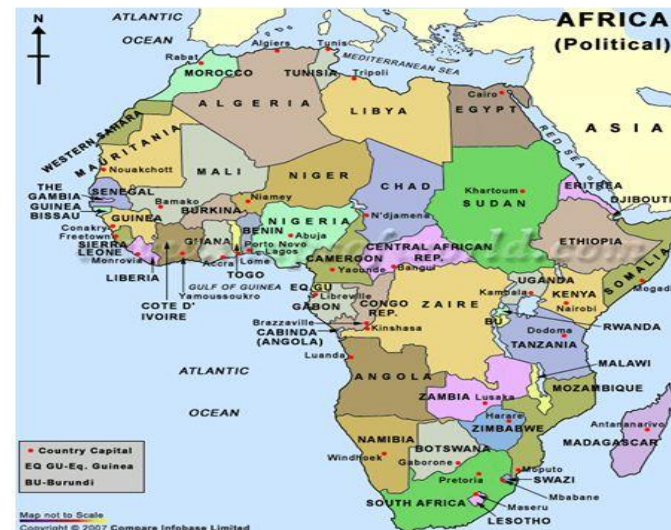 AFRICA
(Political)
N
ATLANTIC
OCEAN
Algiers
Tunis
Rabat
MEDITERRANEAN SEA
MOROCCO
TUNISIA
Tripoli
ALGERIA
LIBYA
Cairo
EGYPT
ASIA
RED SEA
WESTERN SAHARA
MAURITANIA
Nouakchott
MALI
NIGER
CHAD
Khartoum
SUDAN
ERITREA
DJIBOUTI
THE
GAMBIA
SENEGAL
GUINEA
BISSAU
Bamako
Niamey
BURKINA
N'djamena
GUINEA
Conakry
Freetown
SIERRA
LEONE
Monrovia
LIBERIA
GHANA
BENIN
NIGERIA
Abuja
Porto Novo
Lagos
Accra
Lome
TOGO
COTE D'
IVOIRE
Yamoussoukro
GULF OF GUINEA
CAMEROON
Yaounde
CENTRAL AFRICAN
REP.
Bangui
ETHIOPIA
SOMALIA
Mogadi
EQ.GU
Libreville
GABON
CONGO
REP.
Brazzaville
Kinshasa
CABINDA
(ANGOLA)
ZAIRE
UGANDA
Kampala
KENYA
Nairobi
BU
RWANDA
Dodoma
TANZANIA
MALAWI
Luanda
ANGOLA
ZAMBIA
Lusaka
MOZAMBIQUE
Harare
ZIMBABWE
Antananarivo
MADAGASCAR
ATLANTIC
OCEAN
NAMIBIA
Windhoek
BOTSWANA
Gaborone
Pretoria
Moputo
SWAZI
Mbabane
SOUTH AFRICA
Maseru
LESOTHO
Country Capital
EQ GU-Eq. Guinea
BU-Burundi
Map not to Scale
Copyright © 2007 Compare Infobase Limited